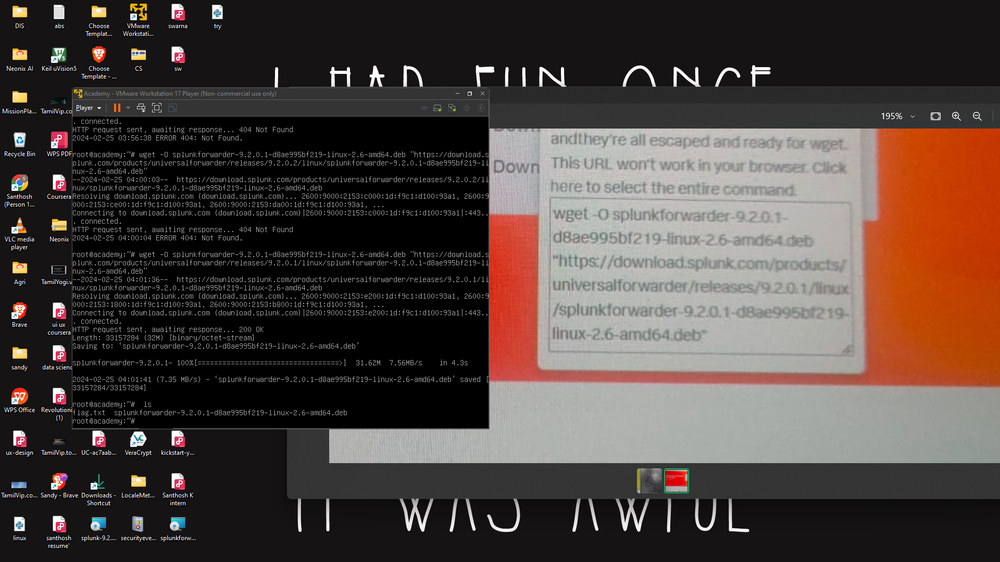 DIS
abs
Choose
Templat...
VMware
Workstati...
swarna
try
Neonix AI
Keil uVision5
Choose
Template - ...
CS
sw
I HAD FUN ONCE
MissionPla...
TamilVip.co
Recycle Bin
WPS PDF
Santhosh
(Person 1...
Coursera
VLC media
player
Neonix
Agri
TamilYogi.v
Brave
ui ux
coursera
sandy
data scienc
WPS Office
Revolutioni
(1)
ux-design
TamilVip.to...
UC-ac7aab...
VeraCrypt
kickstart-y...
TamilVip.co...
Sandy - Brave
Downloads -
Shortcut
LocaleMet...
Santhosh K
intern
linux
santhosh
resume'
splunk-9.2....
securityeve...
splunkforw...
Academy - VMware Workstation 17 Player (Non-commercial use only)
Player
. connected.
HTTP request sent, awaiting response... 404 Not Found
2024-02-25 03:56:38 ERROR 404: Not Found.
root@academy:~# wget -O splunkforwarder-9.2.0.1-d8ae995bf219-linux-2.6-amd64.deb "https://download.s
plunk.com/products/universalforwarder/releases/9.2.0.2/linux/splunkforwarder-9.2.0.1-d8ae995bf219-li
nux-2.6-amd64.deb"
--2024-02-25 04:00:03--  https://download.splunk.com/products/universalforwarder/releases/9.2.0.2/li
nux/splunkforwarder-9.2.0.1-d8ae995bf219-linux-2.6-amd64.deb
Resolving download.splunk.com (download.splunk.com)... 2600:9000:2153:c000:1d:f9c1:d100:93a1, 2600:9
000:2153:ce00:1d:f9c1:d100:93a1, 2600:9000:2153:da00:1d:f9c1:d100:93a1, ...
Connecting to download.splunk.com (download.splunk.com)|2600:9000:2153:c000:1d:f9c1:d100:93a1|:443..
. connected.
HTTP request sent, awaiting response... 404 Not Found
2024-02-25 04:00:04 ERROR 404: Not Found.
root@academy:~# wget -O splunkforwarder-9.2.0.1-d8ae995bf219-linux-2.6-amd64.deb "https://download.s
plunk.com/products/universalforwarder/releases/9.2.0.1/linux/splunkforwarder-9.2.0.1-d8ae995bf219-li
nux-2.6-amd64.deb"
--2024-02-25 04:01:36--  https://download.splunk.com/products/universalforwarder/releases/9.2.0.1/li
nux/splunkforwarder-9.2.0.1-d8ae995bf219-linux-2.6-amd64.deb
Resolving download.splunk.com (download.splunk.com)... 2600:9000:2153:e200:1d:f9c1:d100:93a1, 2600:9
000:2153:1800:1d:f9c1:d100:93a1, 2600:9000:2153:b800:1d:f9c1:d100:93a1, ...
Connecting to download.splunk.com (download.splunk.com)|2600:9000:2153:e200:1d:f9c1:d100:93a1|:443..
. connected.
HTTP request sent, awaiting response... 200 OK
Length: 33157284 (32M) [binary/octet-stream]
Saving to: ‘splunkforwarder-9.2.0.1-d8ae995bf219-linux-2.6-amd64.deb’
splunkforwarder-9.2.0.1- 100%[==================================>]  31.62M  7.56MB/s    in 4.3s
2024-02-25 04:01:41 (7.35 MB/s) - ‘splunkforwarder-9.2.0.1-d8ae995bf219-linux-2.6-amd64.deb’ saved [
33157284/33157284]
root@academy:~#  ls
flag.txt  splunkforwarder-9.2.0.1-d8ae995bf219-linux-2.6-amd64.deb
root@academy:~#
195%
Down
andthey're all escaped and ready for wget.
This URL won't work in your browser. Click
here to select the entire command.
wget -O splunkforwarder-9.2.0.1-
d8ae995bf219-linux-2.6-amd64.deb
"https://download.splunk.com/products/
universalforwarder/releases/9.2.0.1/linux
/splunkforwarder-9.2.0.1-d8ae995bf219-
linux-2.6-amd64.deb"
IT WAS AWFUL